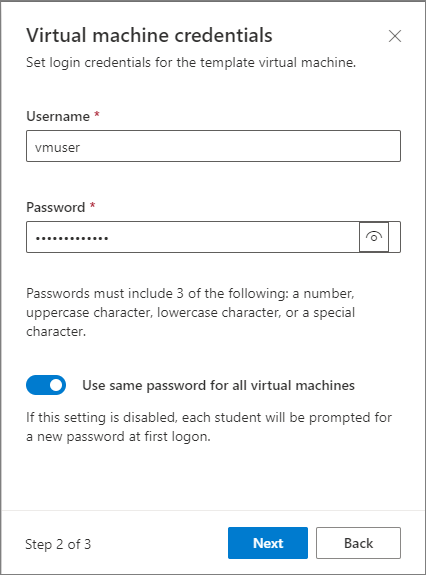 Virtual machine credentials
Set login credentials for the template virtual machine.
Username *
vmuser
Password *
•••••••••••••
Passwords must include 3 of the following: a number,
uppercase character, lowercase character, or a special
character.
Use same password for all virtual machines
If this setting is disabled, each student will be prompted for
a new password at first logon.
Step 2 of 3
Next
Back